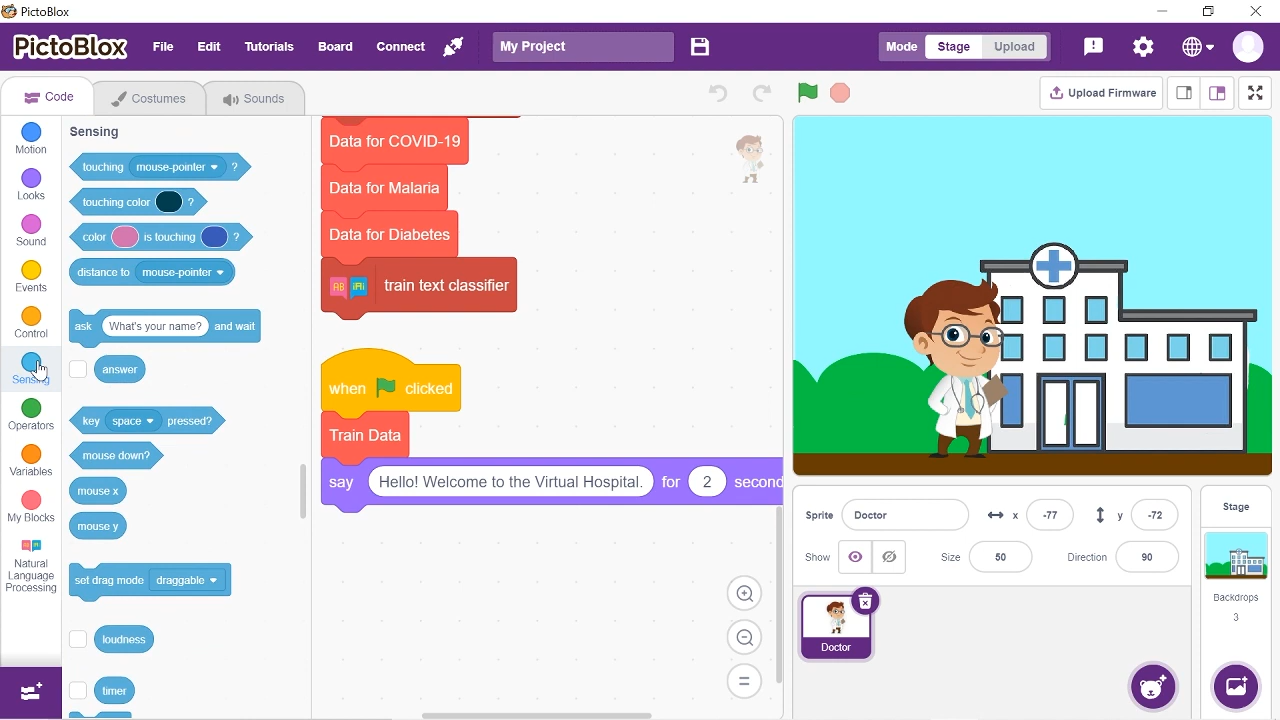 PictoBlox
PictoBlox File Edit Tutorials Board Connect My Project Mode Stage Upload
Code Costumes Sounds Upload Firmware
Motion
Looks
Sound
Events
Control
Sensing
Operators
Variables
My Blocks
Natural
Language
Processing
Sensing
touching mouse-pointer ?
touching color ?
color is touching ?
distance to mouse-pointer
ask What's your name? and wait
answer
key space pressed?
mouse down?
mouse x
mouse y
set drag mode draggable
loudness
timer
Data for COVID-19
Data for Malaria
Data for Diabetes
AB train text classifier
when clicked
Train Data
say Hello! Welcome to the Virtual Hospital. for 2 second
Sprite Doctor x -77 y -72
Show Size 50 Direction 90
Doctor
Stage
Backdrops
3